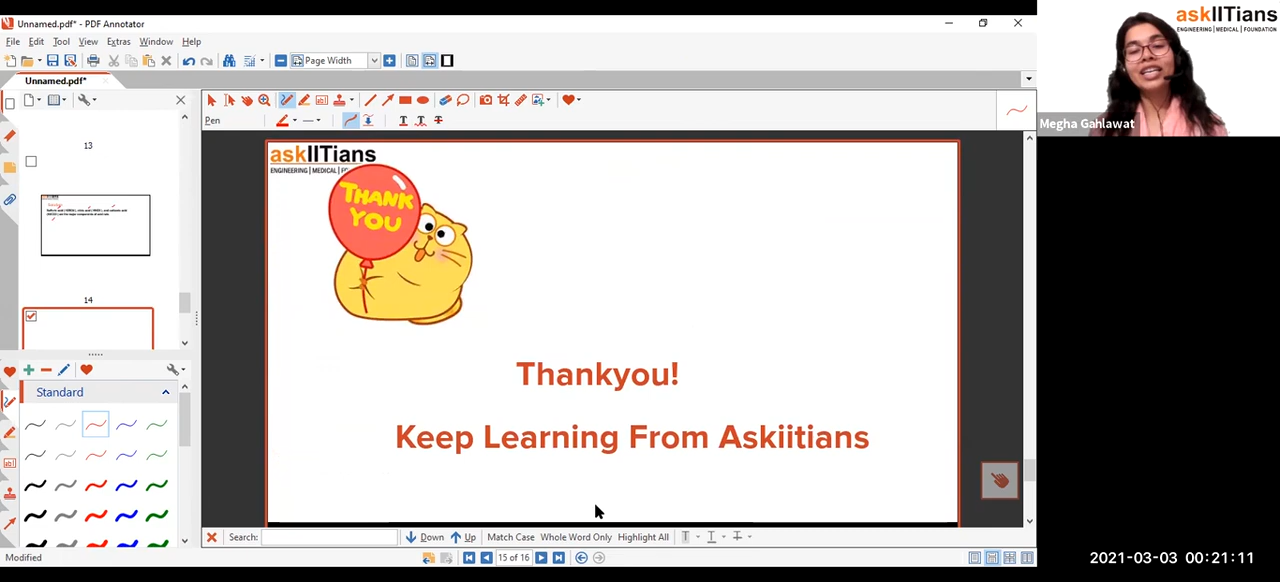 Unnamed.pdf* - PDF Annotator
File Edit Tool View Extras Window Help
Page Width
Unnamed.pdf*
Pen
13
14
Standard
askIITians
ENGINEERING | MEDICAL |
THANK
YOU
Thankyou!
Keep Learning From Askiitians
Search:
Down Up Match Case Whole Word Only Highlight All
Modified
15 of 16
askIITians
ENGINEERING | MEDICAL | FOUNDATION
Megha Gahlawat
2021-03-03 00:21:11